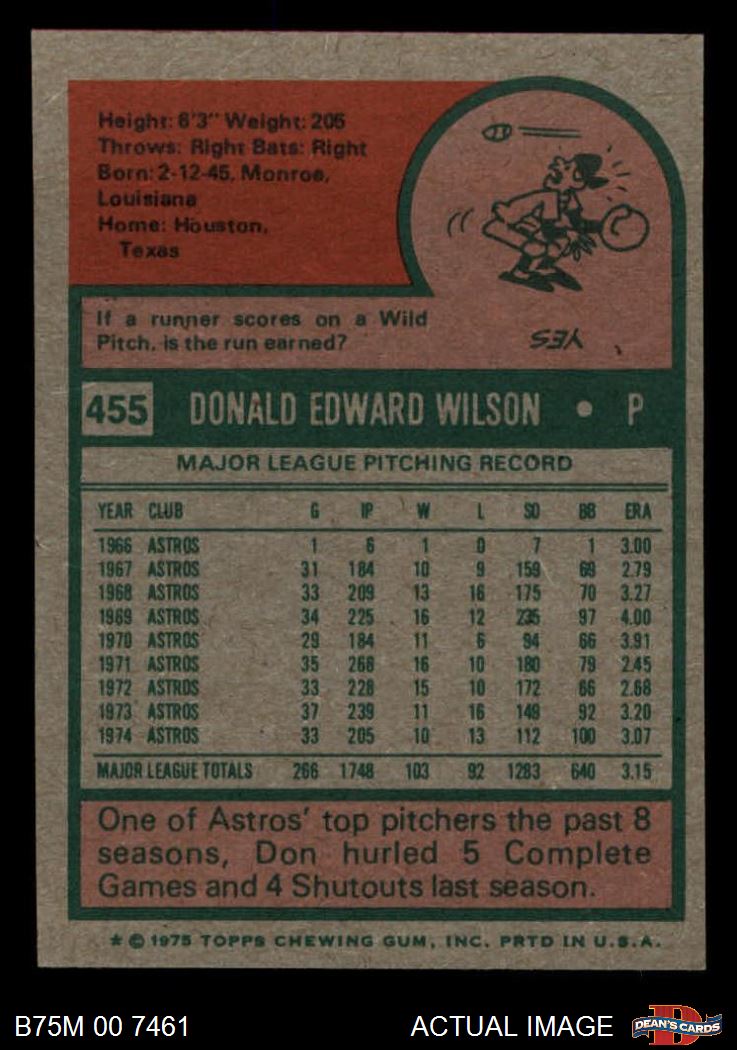 Height: 6'3" Weight: 205
Throws: Right Bats: Right
Born: 2-12-45, Monroe,
Louisiana
Home: Houston,
Texas
If a runner scores on a Wild
Pitch, is the run earned?
YES
455 DONALD EDWARD WILSON • P
MAJOR LEAGUE PITCHING RECORD
YEAR CLUB G IP W L SO BB ERA
1966 ASTROS 1 6 1 0 7 1 3.00
1967 ASTROS 31 184 10 9 159 69 2.79
1968 ASTROS 33 209 13 16 175 70 3.27
1969 ASTROS 34 225 16 12 235 97 4.00
1970 ASTROS 29 184 11 6 94 66 3.91
1971 ASTROS 35 268 16 10 180 79 2.45
1972 ASTROS 33 228 15 10 172 66 2.68
1973 ASTROS 37 239 11 16 149 92 3.20
1974 ASTROS 33 205 10 13 112 100 3.07
MAJOR LEAGUE TOTALS 266 1748 103 92 1283 640 3.15
One of Astros' top pitchers the past 8
seasons, Don hurled 5 Complete
Games and 4 Shutouts last season.
* © 1975 TOPPS CHEWING GUM, INC. PRTD IN U.S.A.
B75M 00 7461 ACTUAL IMAGE
DEAN'S CARDS